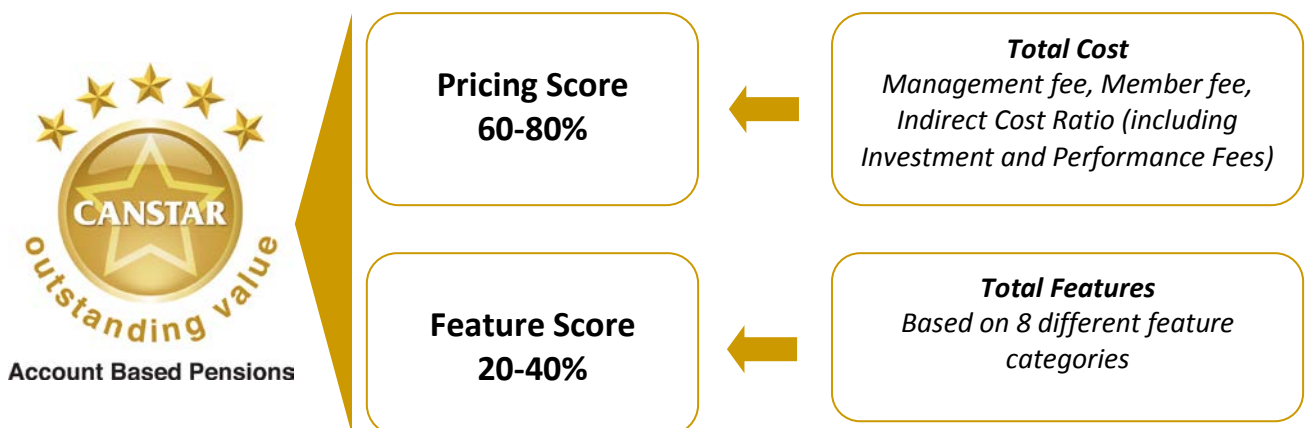 CANSTAR
outstanding value
Account Based Pensions
Pricing Score
60-80%
Total Cost
Management fee, Member fee,
Indirect Cost Ratio (including
Investment and Performance Fees)
Feature Score
20-40%
Total Features
Based on 8 different feature
categories